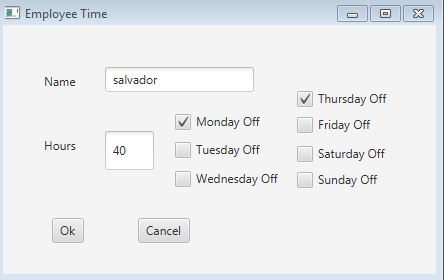 Employee Time
Name
salvador
Hours
40
Monday Off
Tuesday Off
Wednesday Off
Thursday Off
Friday Off
Saturday Off
Sunday Off
Ok
Cancel